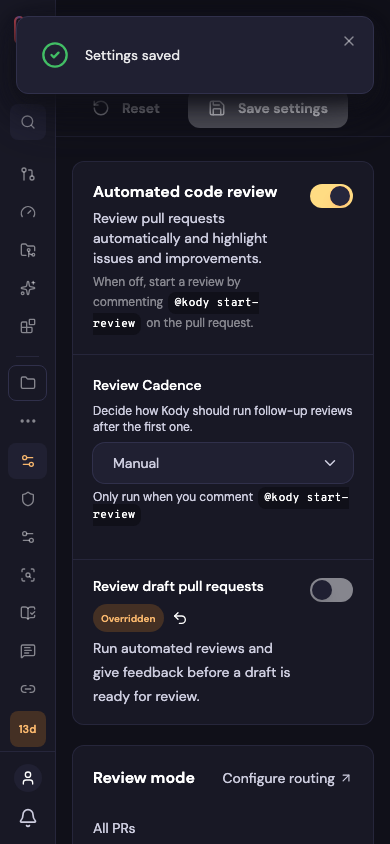 Settings saved
Reset
Save settings
Automated code review
Review pull requests
automatically and highlight
issues and improvements.
When off, start a review by
commenting @kody start-
review on the pull request.
Review Cadence
Decide how Kody should run follow-up reviews
after the first one.
Manual
Only run when you comment @kody start-
review
Review draft pull requests
Overridden
Run automated reviews and
give feedback before a draft is
ready for review.
13d
Review mode
Configure routing
All PRs